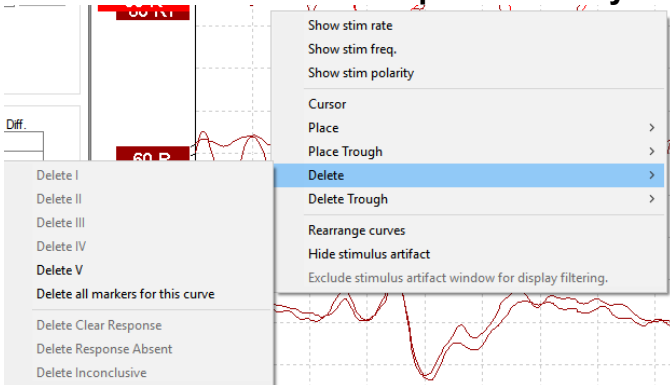 Show stim rate
Show stim freq.
Show stim polarity
Cursor
Place
Place Trough
Delete
Delete Trough
Rearrange curves
Hide stimulus artifact
Exclude stimulus artifact window for display filtering.
Diff.
60 R
Delete I
Delete II
Delete III
Delete IV
Delete V
Delete all markers for this curve
Delete Clear Response
Delete Response Absent
Delete Inconclusive